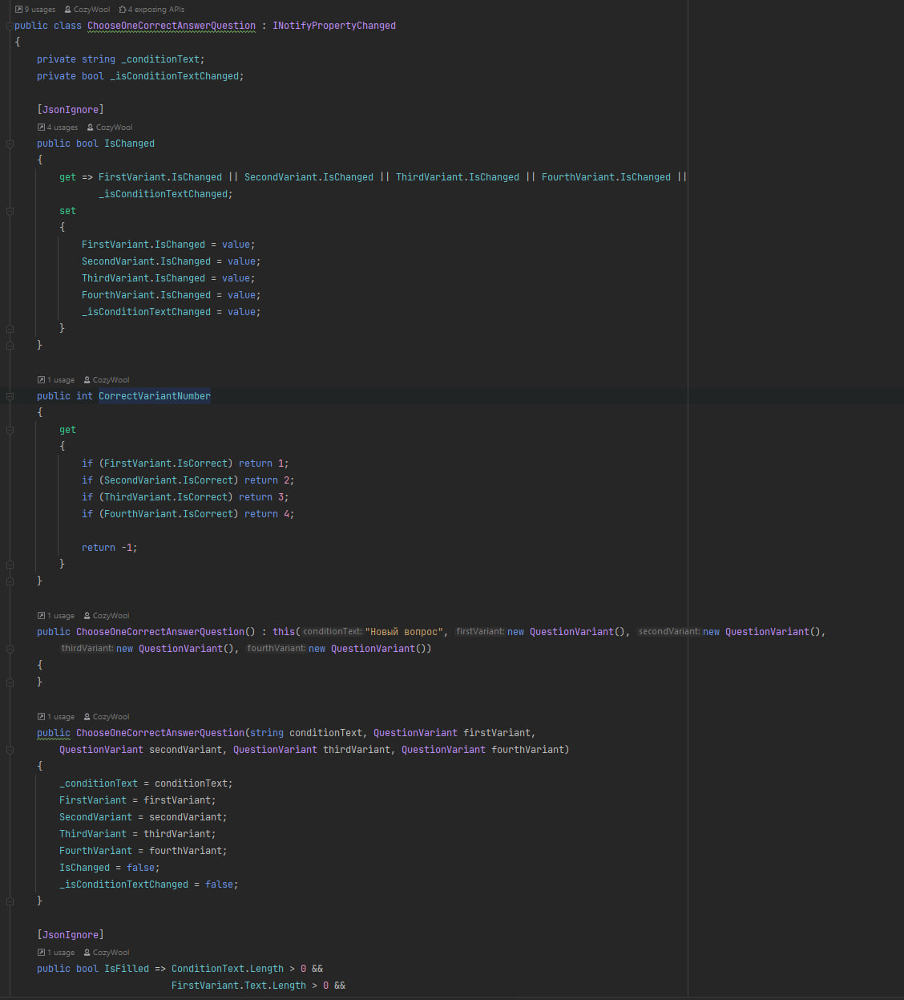 9 usages CozyWool 4 exposing APIs
public class ChooseOneCorrectAnswerQuestion : INotifyPropertyChanged
{
private string _conditionText;
private bool _isConditionTextChanged;
[JsonIgnore]
4 usages CozyWool
public bool IsChanged
{
get => FirstVariant.IsChanged || SecondVariant.IsChanged || ThirdVariant.IsChanged || FourthVariant.IsChanged ||
_isConditionTextChanged;
set
{
FirstVariant.IsChanged = value;
SecondVariant.IsChanged = value;
ThirdVariant.IsChanged = value;
FourthVariant.IsChanged = value;
_isConditionTextChanged = value;
}
}
1 usage CozyWool
public int CorrectVariantNumber
{
get
{
if (FirstVariant.IsCorrect) return 1;
if (SecondVariant.IsCorrect) return 2;
if (ThirdVariant.IsCorrect) return 3;
if (FourthVariant.IsCorrect) return 4;
return -1;
}
}
1 usage CozyWool
public ChooseOneCorrectAnswerQuestion() : this( conditionText: "Новый вопрос", firstVariant: new QuestionVariant(), secondVariant: new QuestionVariant(),
thirdVariant: new QuestionVariant(), fourthVariant: new QuestionVariant())
{
}
1 usage CozyWool
public ChooseOneCorrectAnswerQuestion(string conditionText, QuestionVariant firstVariant,
QuestionVariant secondVariant, QuestionVariant thirdVariant, QuestionVariant fourthVariant)
{
_conditionText = conditionText;
FirstVariant = firstVariant;
SecondVariant = secondVariant;
ThirdVariant = thirdVariant;
FourthVariant = fourthVariant;
IsChanged = false;
_isConditionTextChanged = false;
}
[JsonIgnore]
1 usage CozyWool
public bool IsFilled => ConditionText.Length > 0 &&
FirstVariant.Text.Length > 0 &&